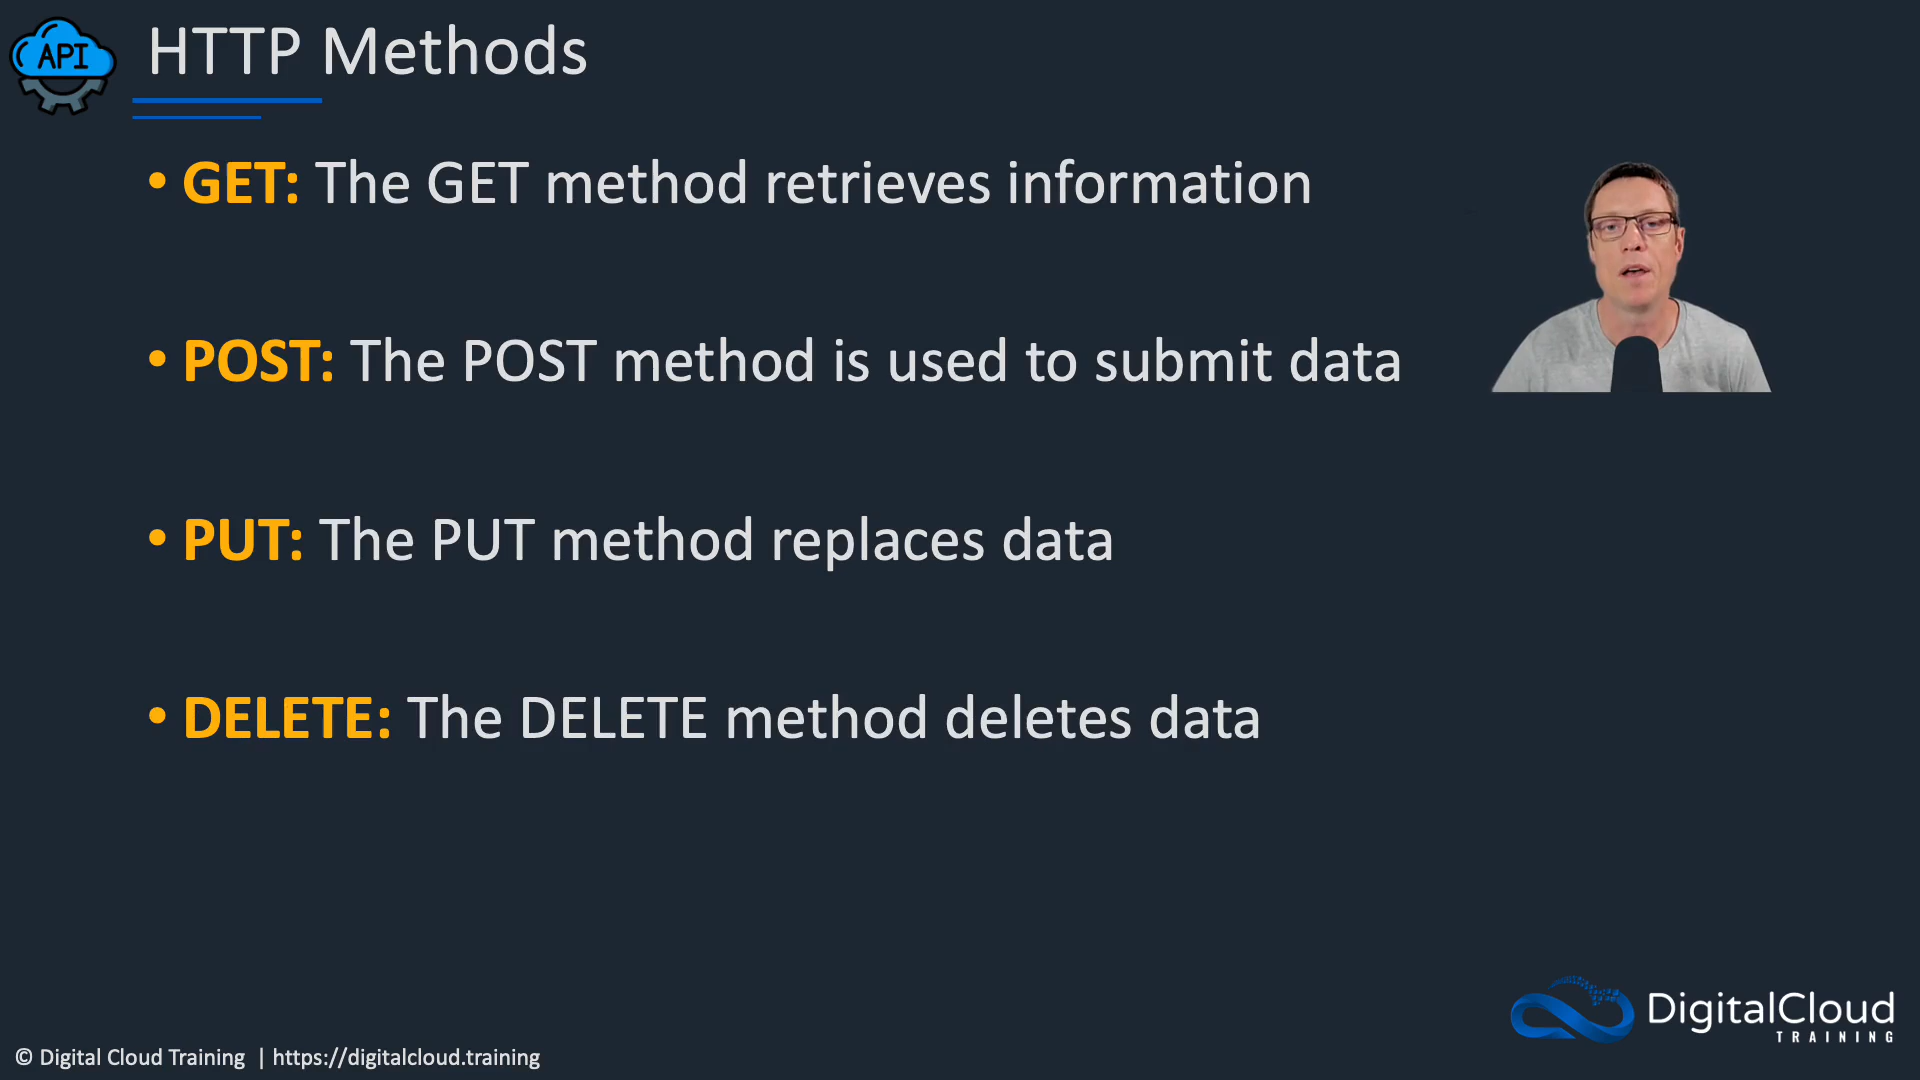 API
HTTP Methods
• GET: The GET method retrieves information
• POST: The POST method is used to submit data
• PUT: The PUT method replaces data
• DELETE: The DELETE method deletes data
DigitalCloud
TRAINING
© Digital Cloud Training | https://digitalcloud.training